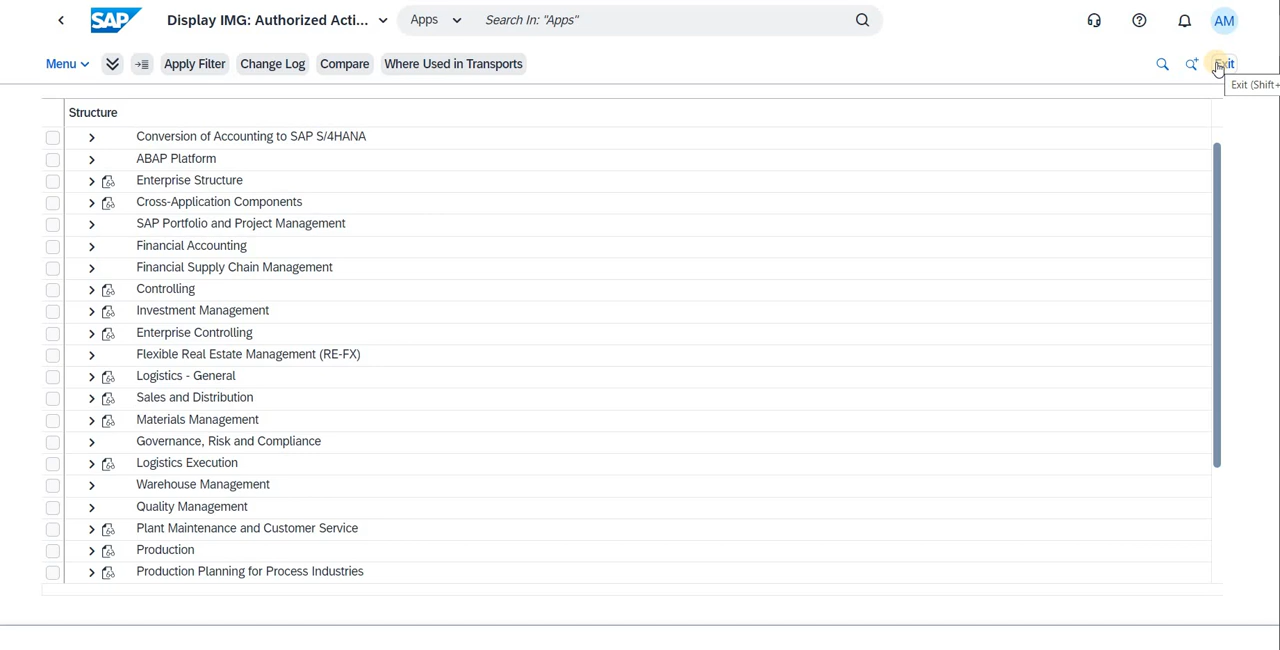 SAP Display IMG: Authorized Acti... Apps Search In: "Apps" AM
Menu Apply Filter Change Log Compare Where Used in Transports Exit
Exit (Shift+
Structure
Conversion of Accounting to SAP S/4HANA
ABAP Platform
Enterprise Structure
Cross-Application Components
SAP Portfolio and Project Management
Financial Accounting
Financial Supply Chain Management
Controlling
Investment Management
Enterprise Controlling
Flexible Real Estate Management (RE-FX)
Logistics - General
Sales and Distribution
Materials Management
Governance, Risk and Compliance
Logistics Execution
Warehouse Management
Quality Management
Plant Maintenance and Customer Service
Production
Production Planning for Process Industries